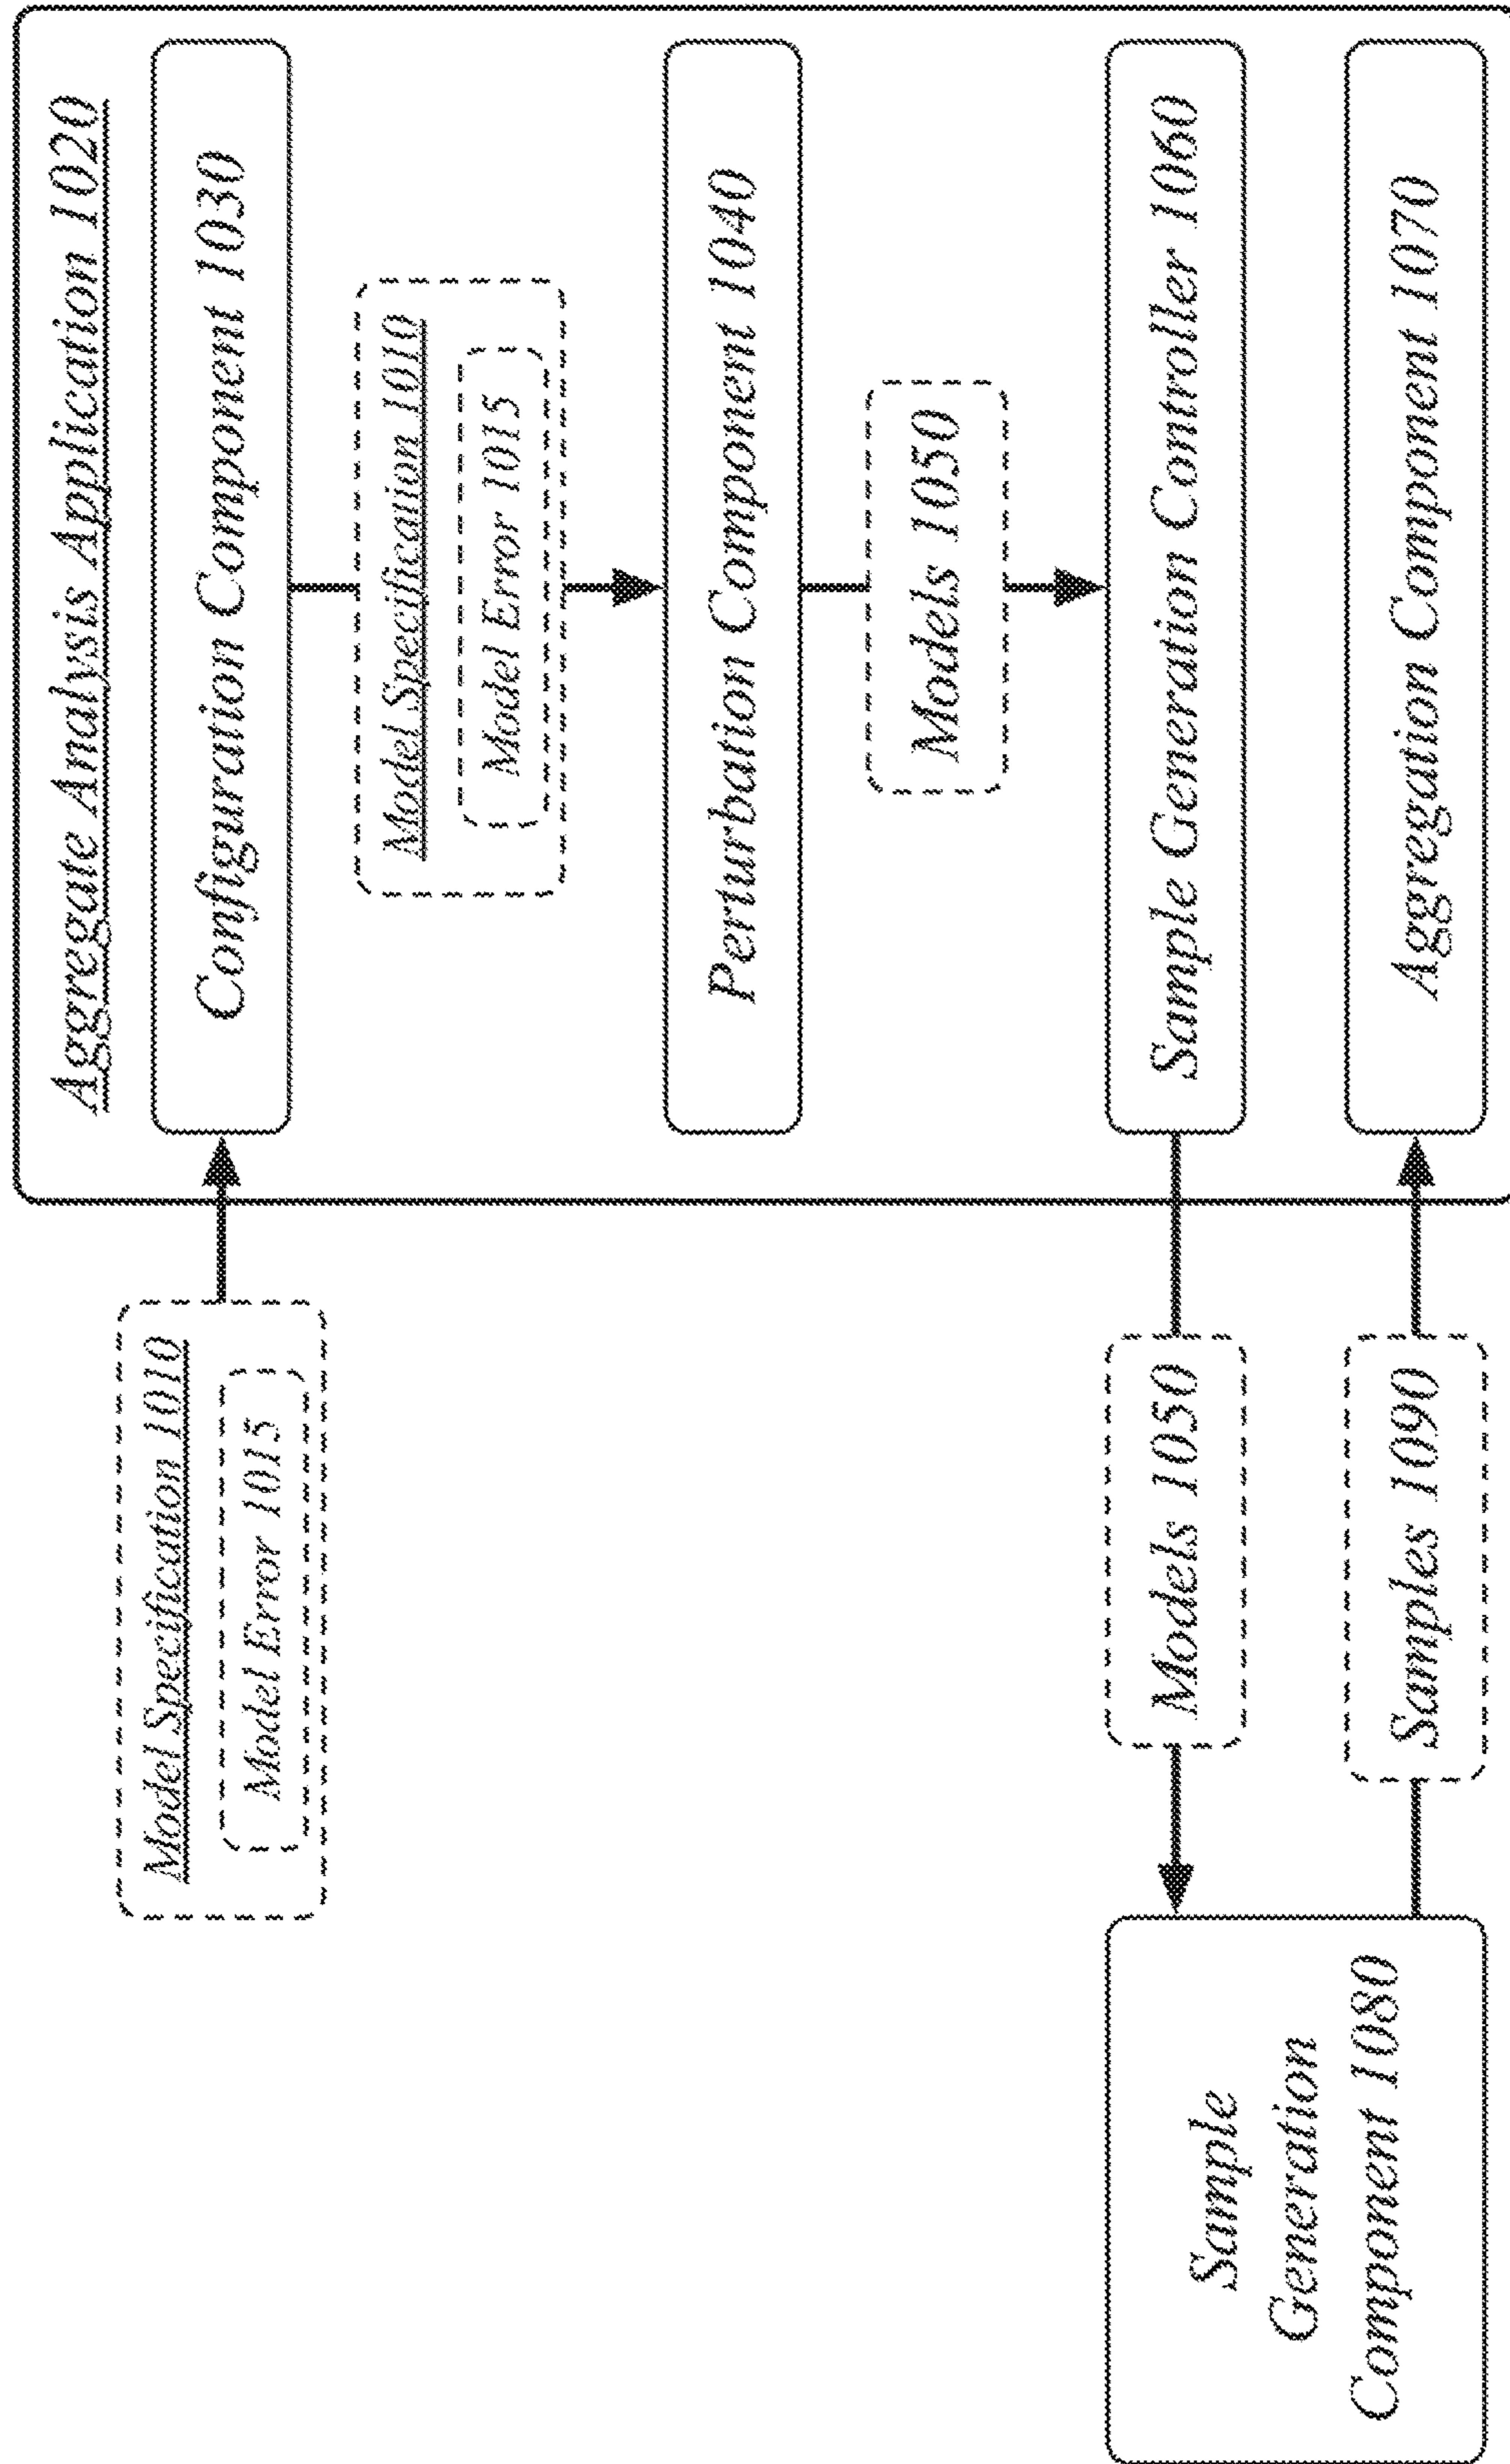 Aggregate Analysis Application 1020
Model Specification 1010
Model Error 1015
Configuration Component 1030
Model Specification 1010
Model Error 1015
Perturbation Component 1040
Models 1050
Sample Generation Controller 1060
Models 1050
Sample
Generation
Component 1080
Samples 1090
Aggregation Component 1070